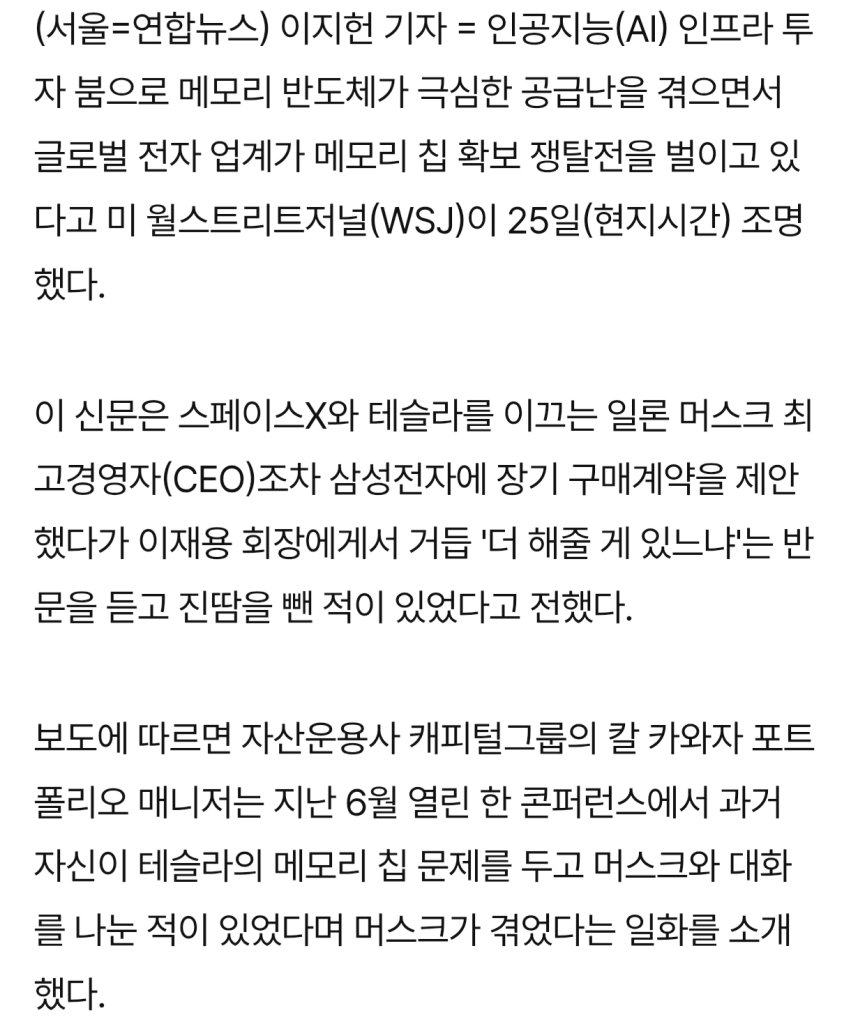 (서울=연합뉴스) 이지헌 기자 = 인공지능(AI) 인프라 투
자 붐으로 메모리 반도체가 극심한 공급난을 겪으면서
글로벌 전자 업계가 메모리 칩 확보 쟁탈전을 벌이고 있
다고 미 월스트리트저널(WSJ)이 25일(현지시간) 조명
했다.
이 신문은 스페이스X와 테슬라를 이끄는 일론 머스크 최
고경영자(CEO)조차 삼성전자에 장기 구매계약을 제안
했다가 이재용 회장에게서 거듭 '더 해줄 게 있느냐'는 반
문을 듣고 진땀을 뺀 적이 있었다고 전했다.
보도에 따르면 자산운용사 캐피털그룹의 칼 카와자 포트
폴리오 매니저는 지난 6월 열린 한 콘퍼런스에서 과거
자신이 테슬라의 메모리 칩 문제를 두고 머스크와 대화
를 나눈 적이 있었다며 머스크가 겪었다는 일화를 소개
했다.